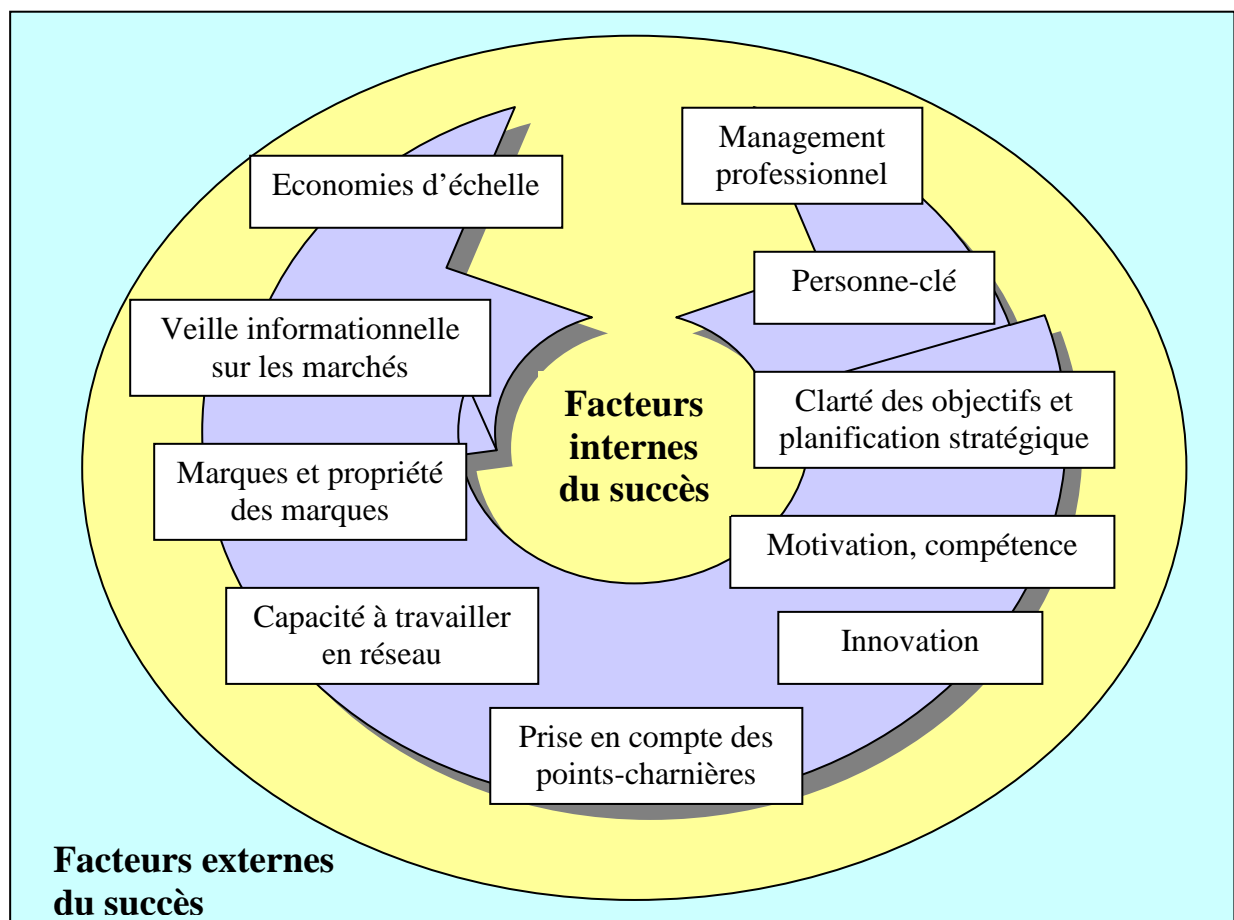 Management
professionnel
Economies d’échelle
Personne-clé
Veille informationnelle
sur les marchés
Facteurs
internes
du succès
Clarté des objectifs et
planification stratégique
Marques et propriété
des marques
Motivation, compétence
Capacité à travailler
en réseau
Innovation
Prise en compte des
points-charnières
Facteurs externes
du succès